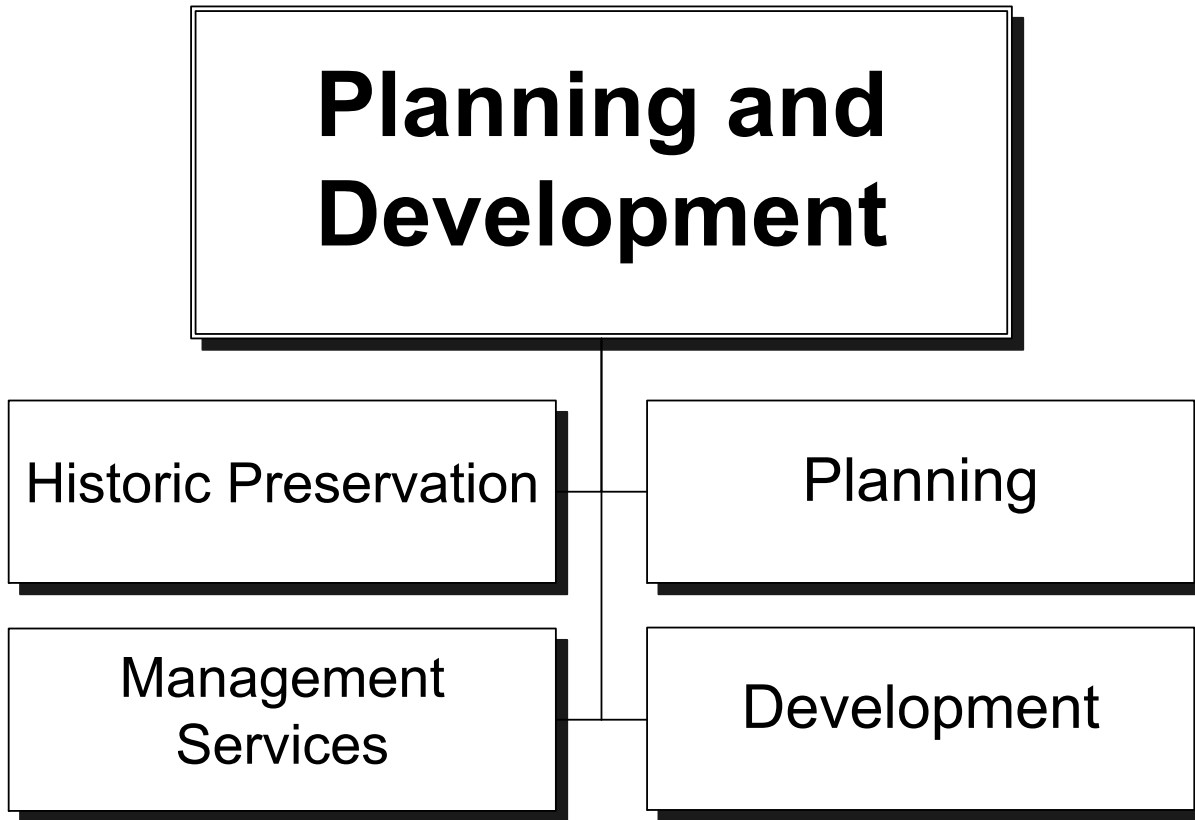 Planning and
Development
Historic Preservation
Planning
Management
Services
Development